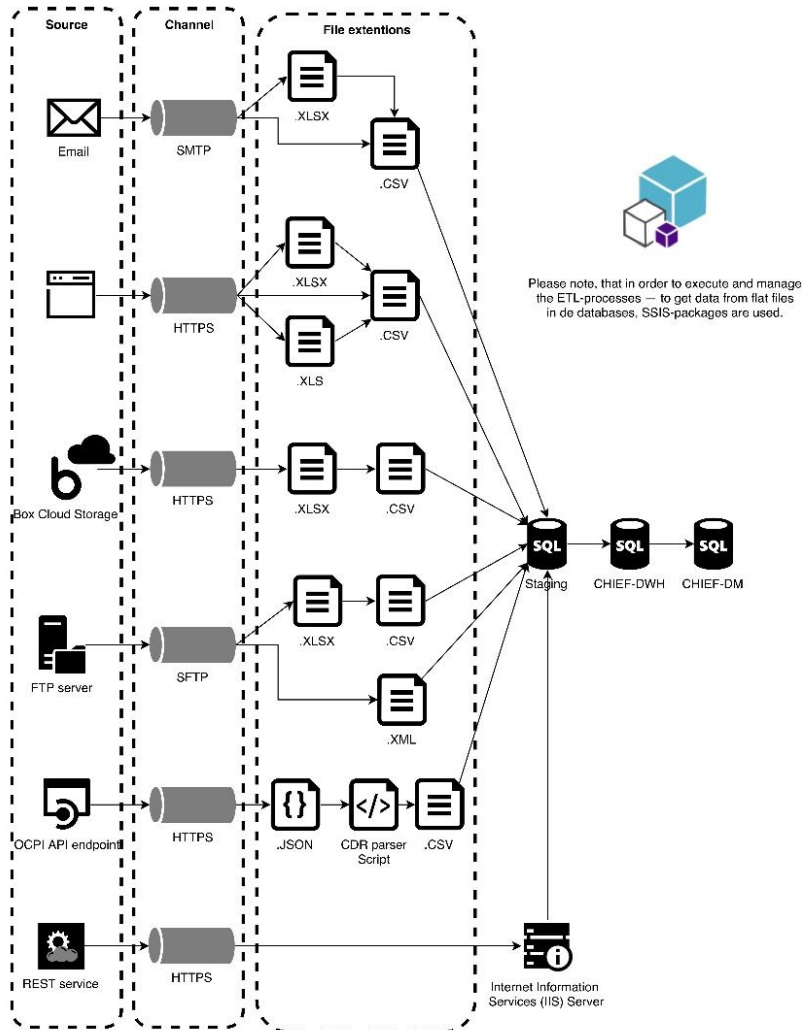 Source
Channel
File extentions
.XLSX
Email
SMTP
.CSV
.XLSX
HTTPS
.CSV
.XLS
Please note, that in order to execute and manage
the ETL-processes — to get data from flat files
in de databases, SSIS-packages are used.
Box Cloud Storage
HTTPS
.XLSX
.CSV
SQL
SQL
SQL
Staging
CHIEF-DWH
CHIEF-DM
FTP server
SFTP
.XLSX
.CSV
.XML
OCPI API endpoint
HTTPS
.JSON
CDR parser
Script
.CSV
REST service
HTTPS
Internet Information
Services (IIS) Server